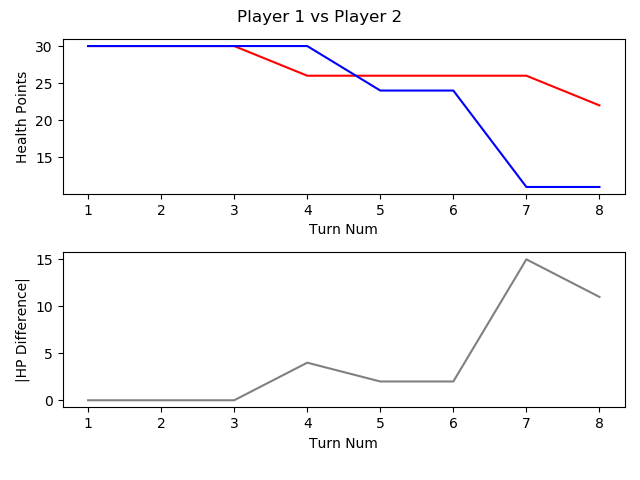 Player 1 vs Player 2
30
25
20
15
Health Points
1 2 3 4 5 6 7 8
Turn Num
15
10
5
0
|HP Difference|
1 2 3 4 5 6 7 8
Turn Num